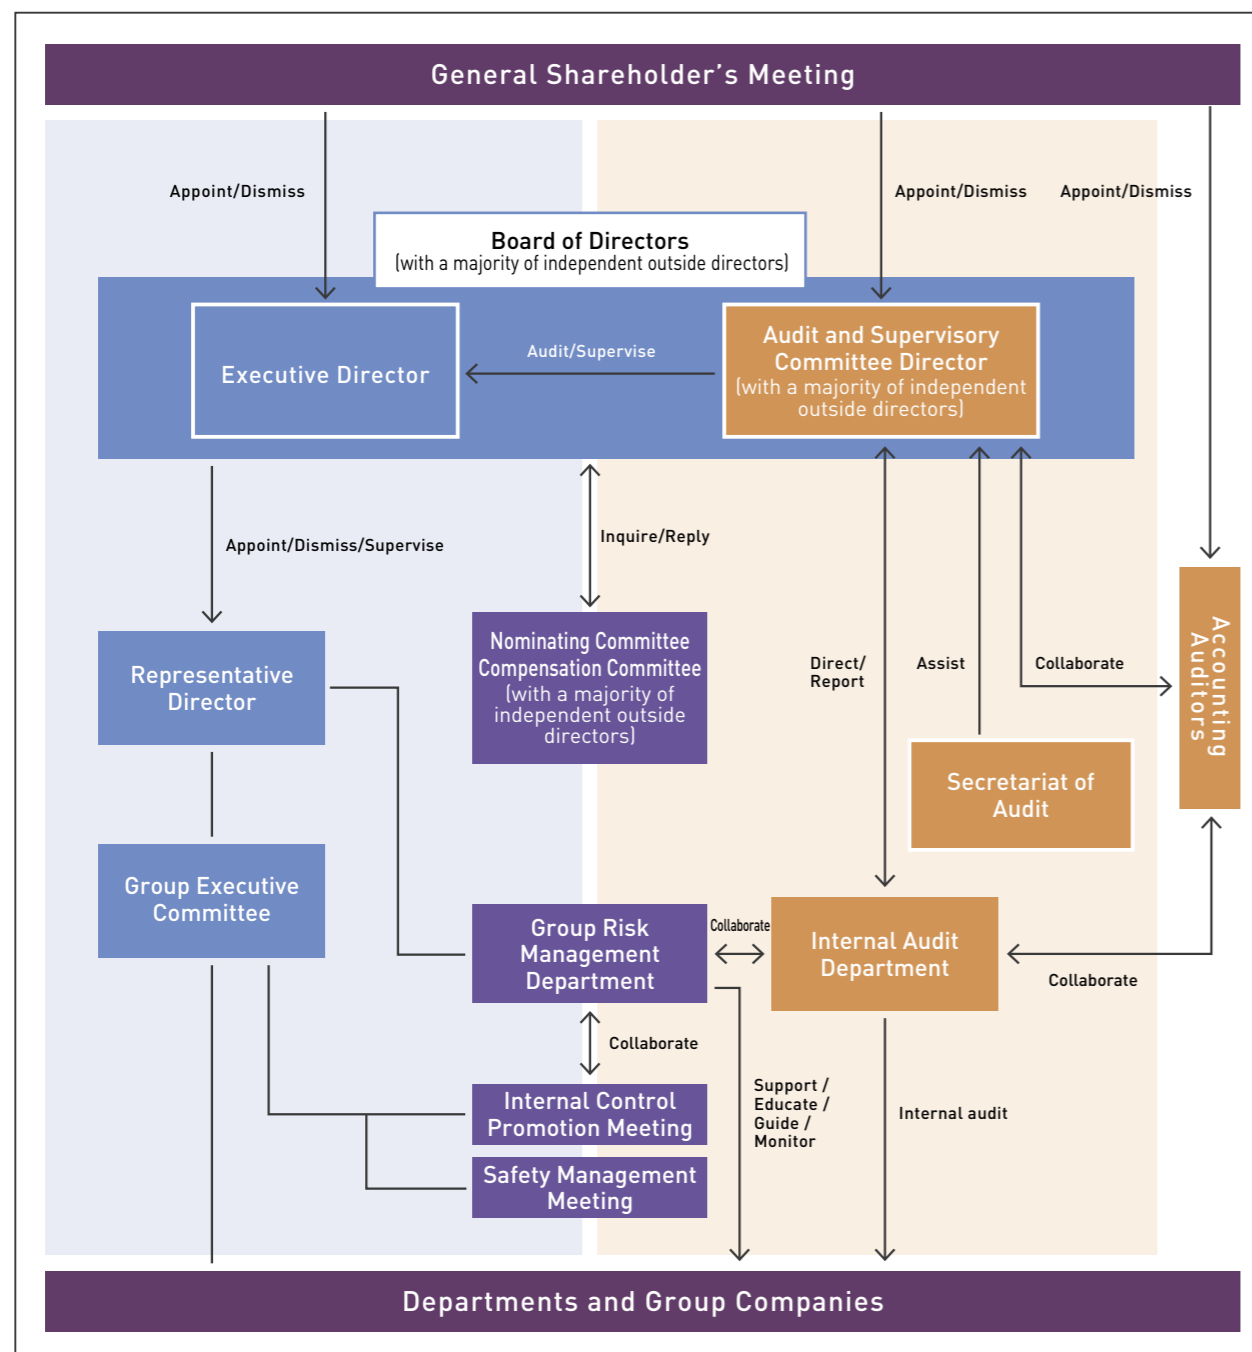 General Shareholder’s Meeting
Appoint/Dismiss
Appoint/Dismiss
Appoint/Dismiss
Board of Directors
(with a majority of independent outside directors)
Executive Director
Audit/Supervise
Audit and Supervisory
Committee Director
(with a majority of independent
outside directors)
Appoint/Dismiss/Supervise
Inquire/Reply
Representative
Director
Nominating Committee
Compensation Committee
(with a majority of
independent outside
directors)
Direct/
Report
Assist
Collaborate
Accounting
Auditors
Secretariat of
Audit
Group Executive
Committee
Group Risk
Management
Department
Collaborate
Internal Audit
Department
Collaborate
Collaborate
Internal Control
Promotion Meeting
Support /
Educate /
Guide /
Monitor
Internal audit
Safety Management
Meeting
Departments and Group Companies